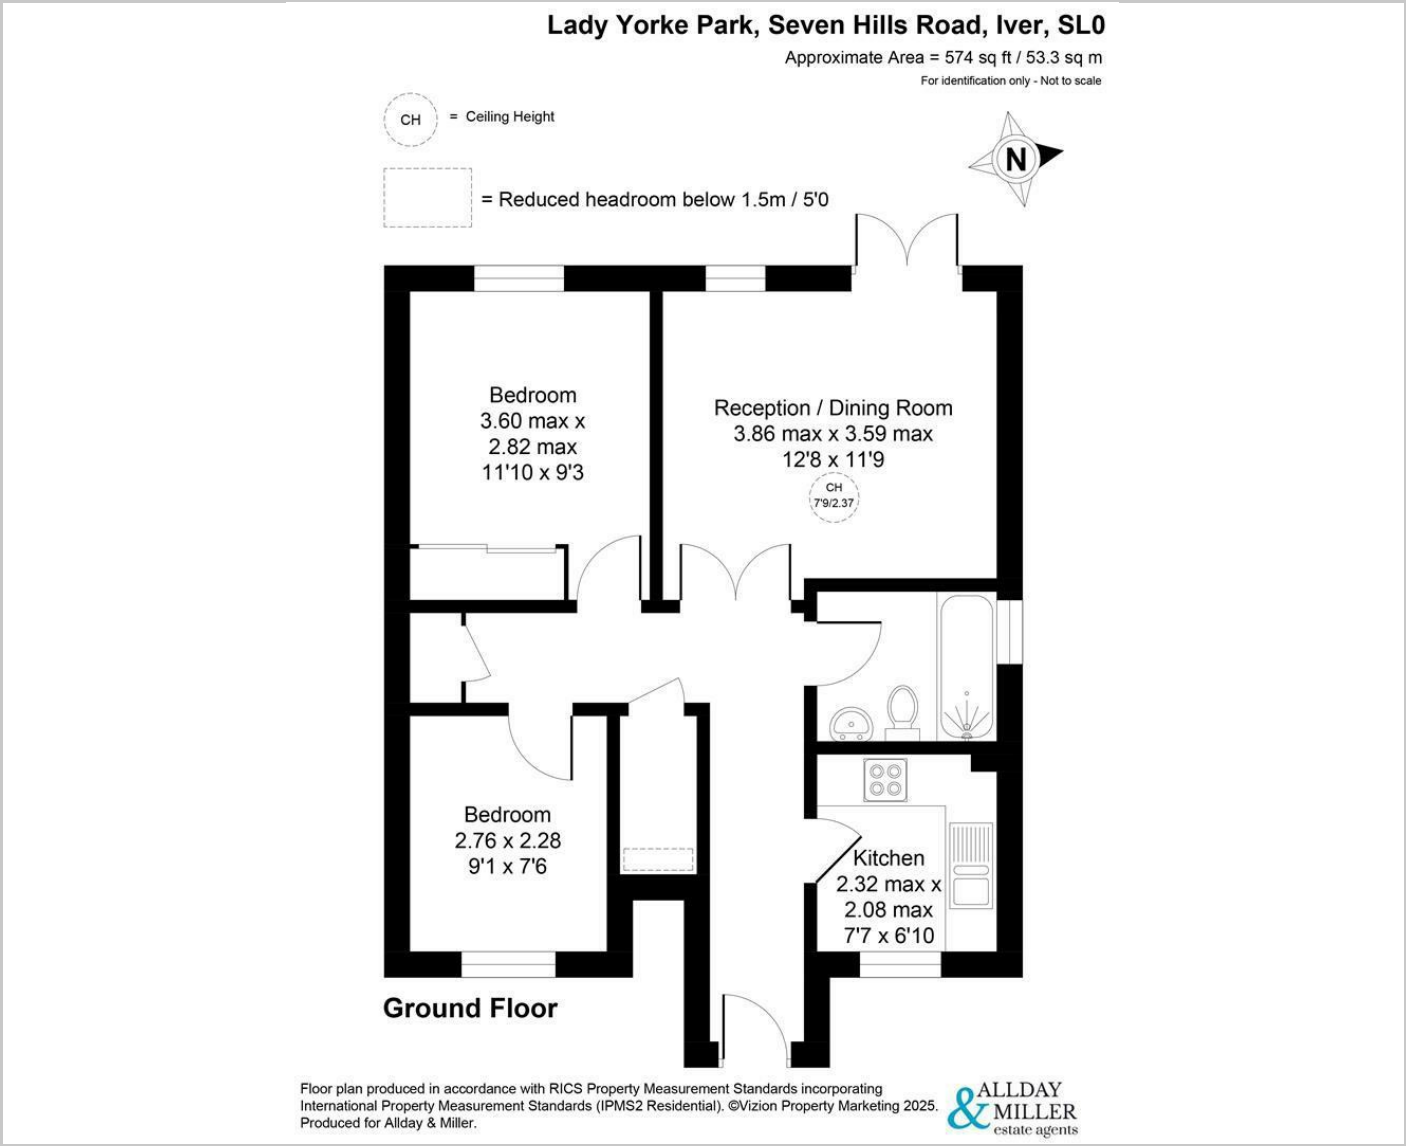 Lady Yorke Park, Seven Hills Road, Iver, SL0
Approximate Area = 574 sq ft / 53.3 sq m
For identification only - Not to scale
CH = Ceiling Height
N
= Reduced headroom below 1.5m / 5'0
Bedroom
3.60 max x
2.82 max
11'10 x 9'3
Reception / Dining Room
3.86 max x 3.59 max
12'8 x 11'9
CH
7'9/2.37
Bedroom
2.76 x 2.28
9'1 x 7'6
Kitchen
2.32 max x
2.08 max
7'7 x 6'10
Ground Floor
Floor plan produced in accordance with RICS Property Measurement Standards incorporating
International Property Measurement Standards (IPMS2 Residential). ©Vizion Property Marketing 2025.
Produced for Allday & Miller.
ALLDAY
& MILLER
estate agents